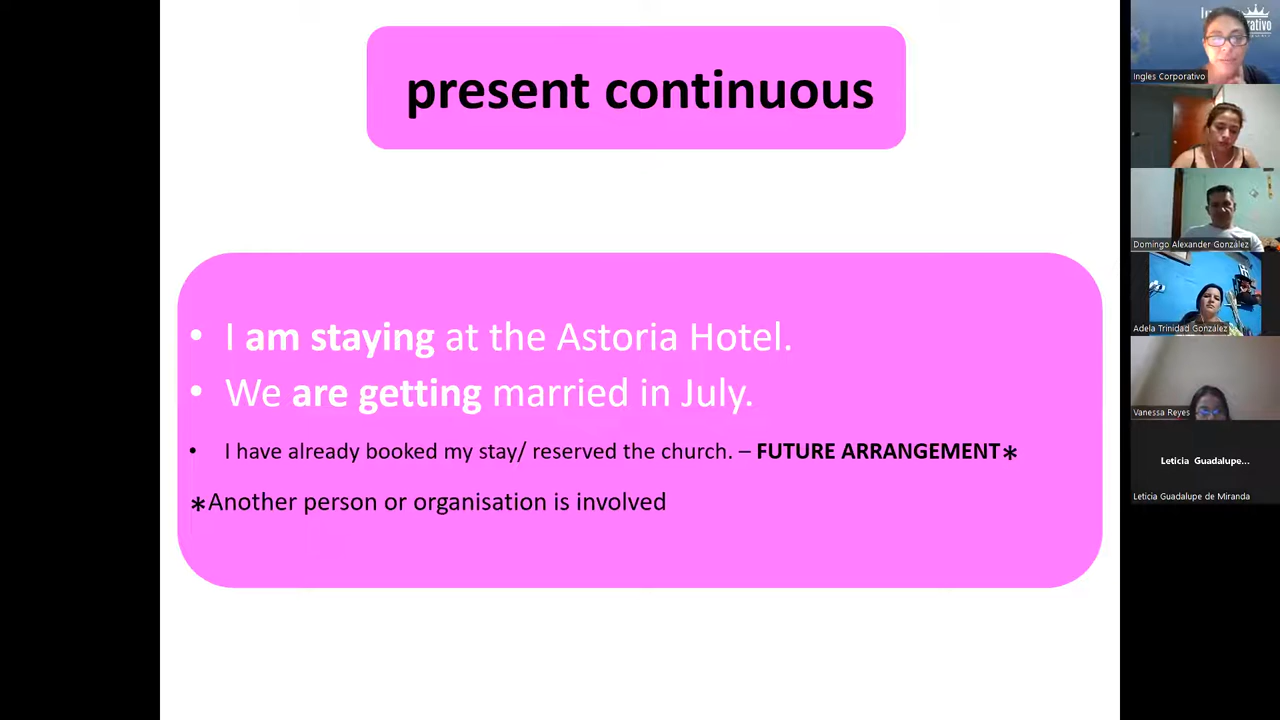 present continuous
• I am staying at the Astoria Hotel.
• We are getting married in July.
• I have already booked my stay/ reserved the church. – FUTURE ARRANGEMENT*
*Another person or organisation is involved
Ingles Corporativo
Domingo Alexander González
Adela Trinidad González
Vanessa Reyes
Leticia Guadalupe...
Leticia Guadalupe de Miranda